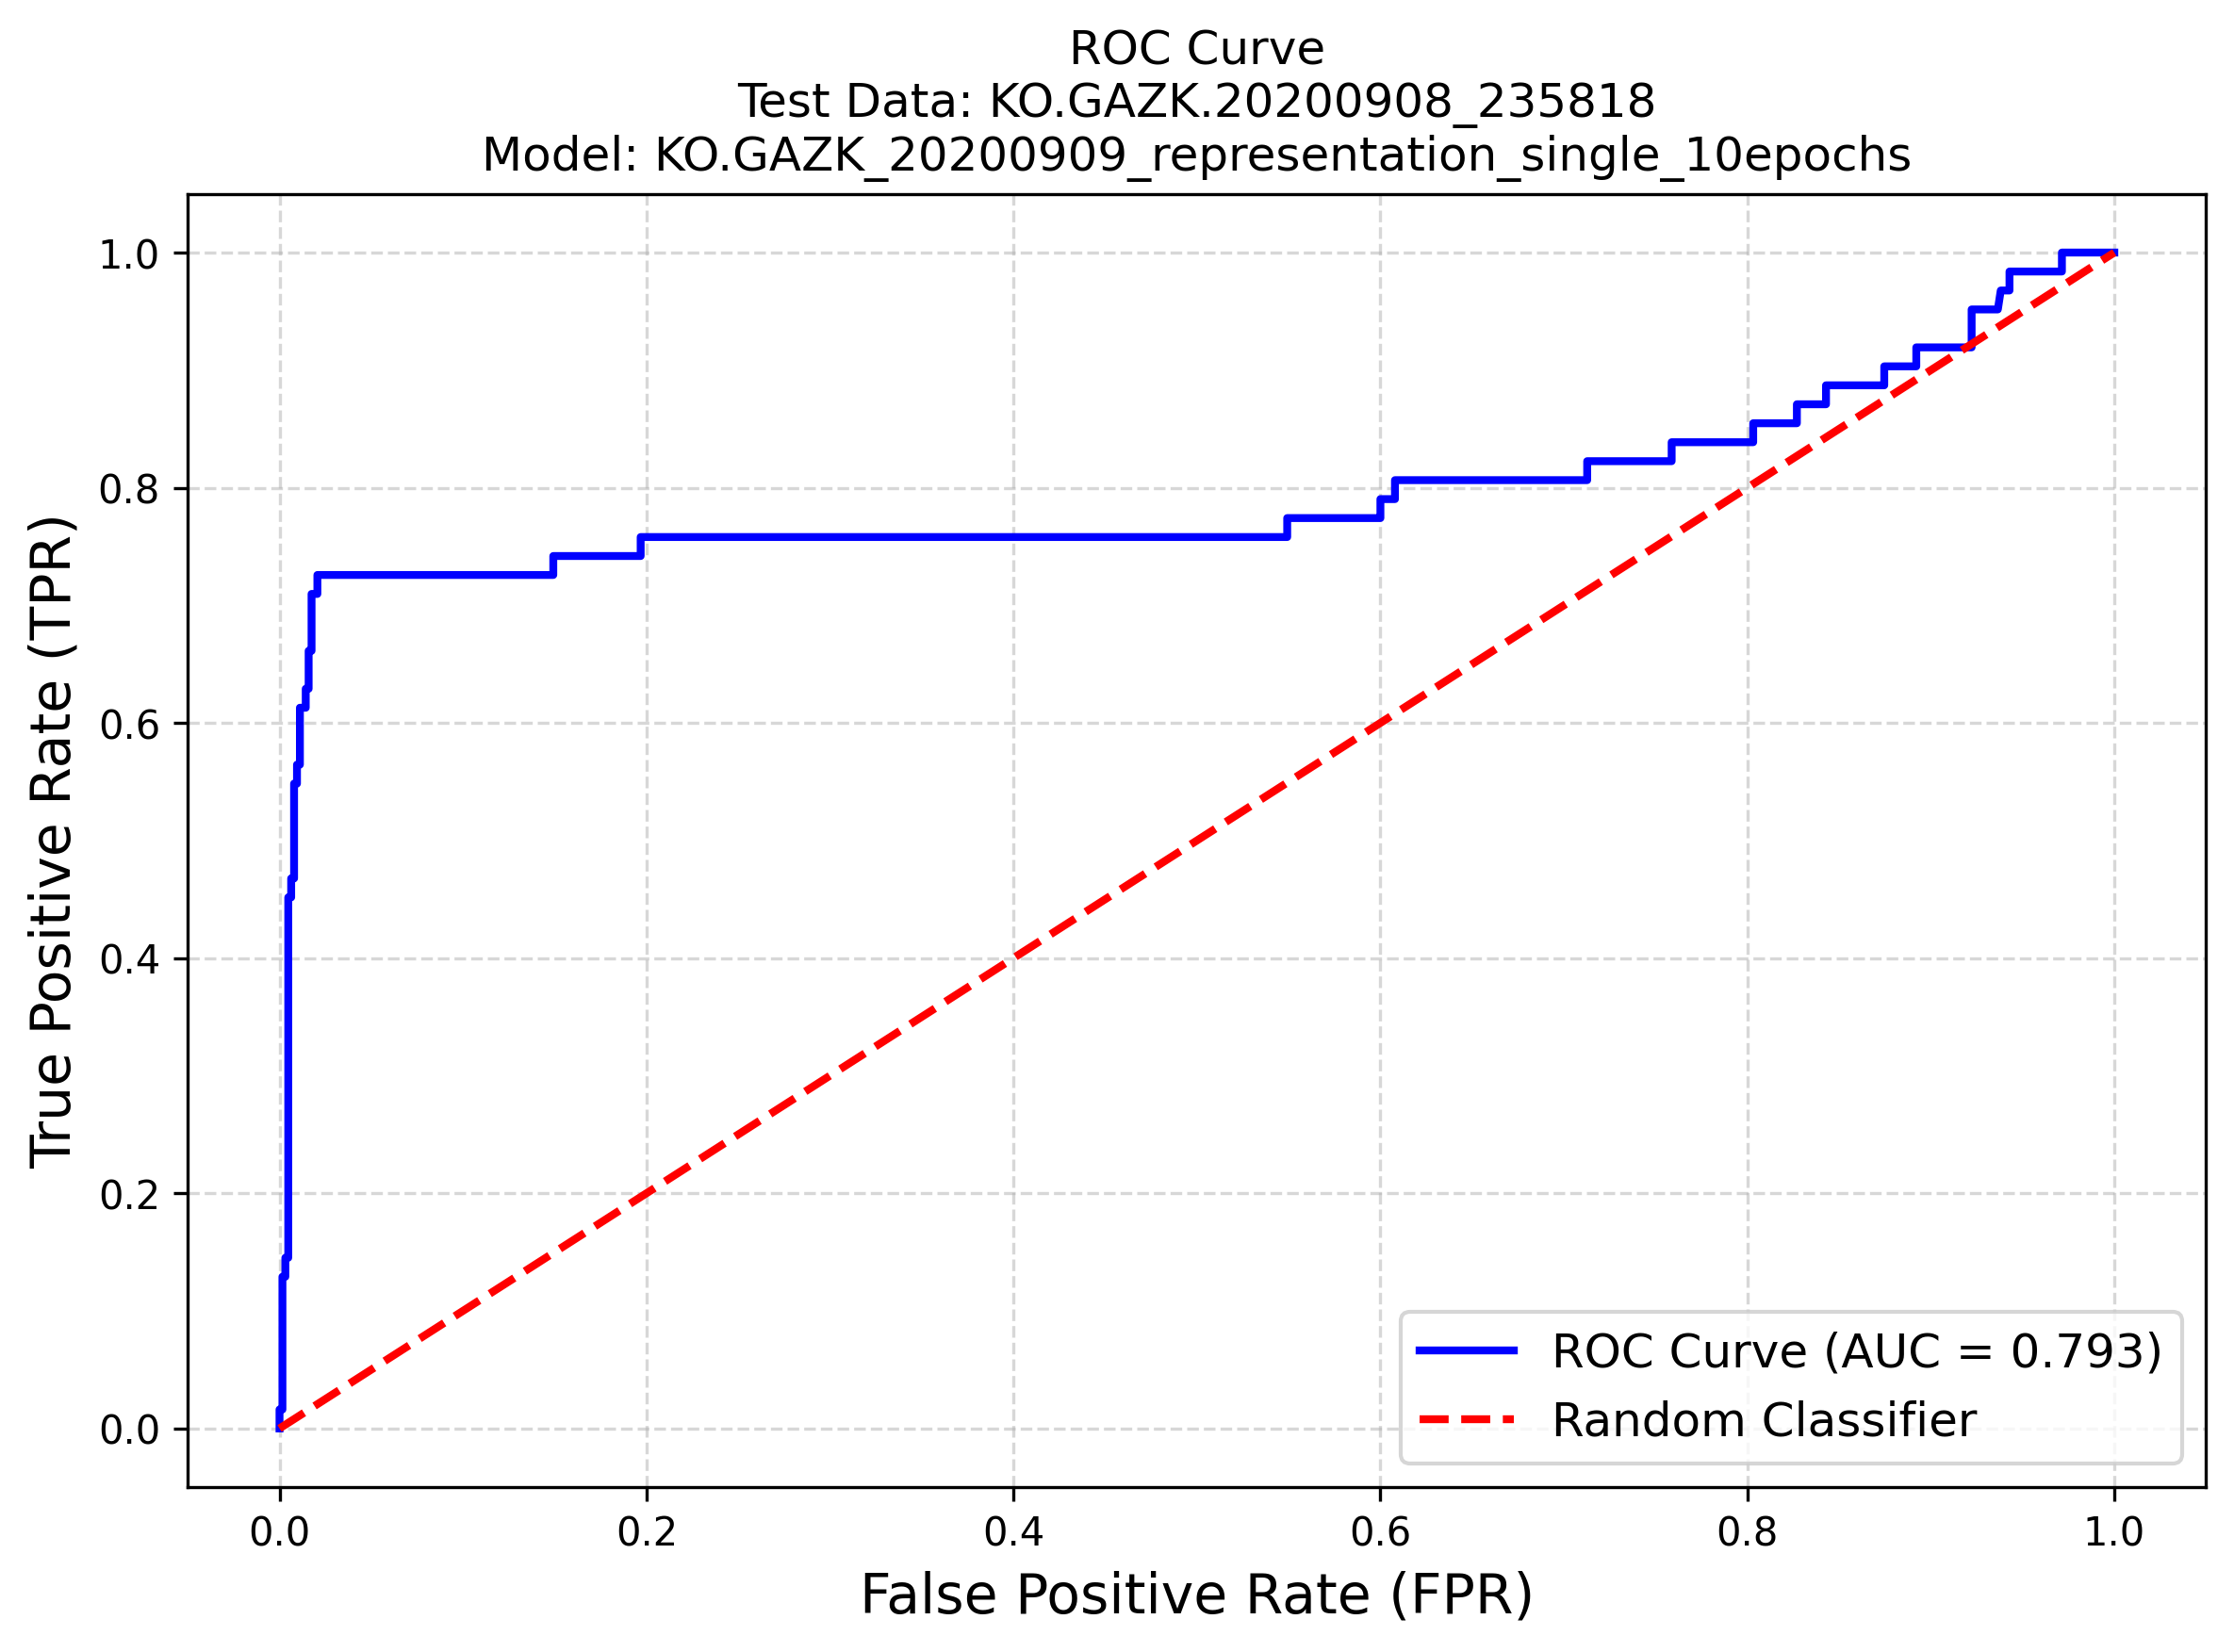 ROC Curve
Test Data: KO.GAZK.20200908_235818
Model: KO.GAZK_20200909_representation_single_10epochs
True Positive Rate (TPR)
1.0
0.8
0.6
0.4
0.2
0.0
ROC Curve (AUC = 0.793)
Random Classifier
0.0 0.2 0.4 0.6 0.8 1.0
False Positive Rate (FPR)